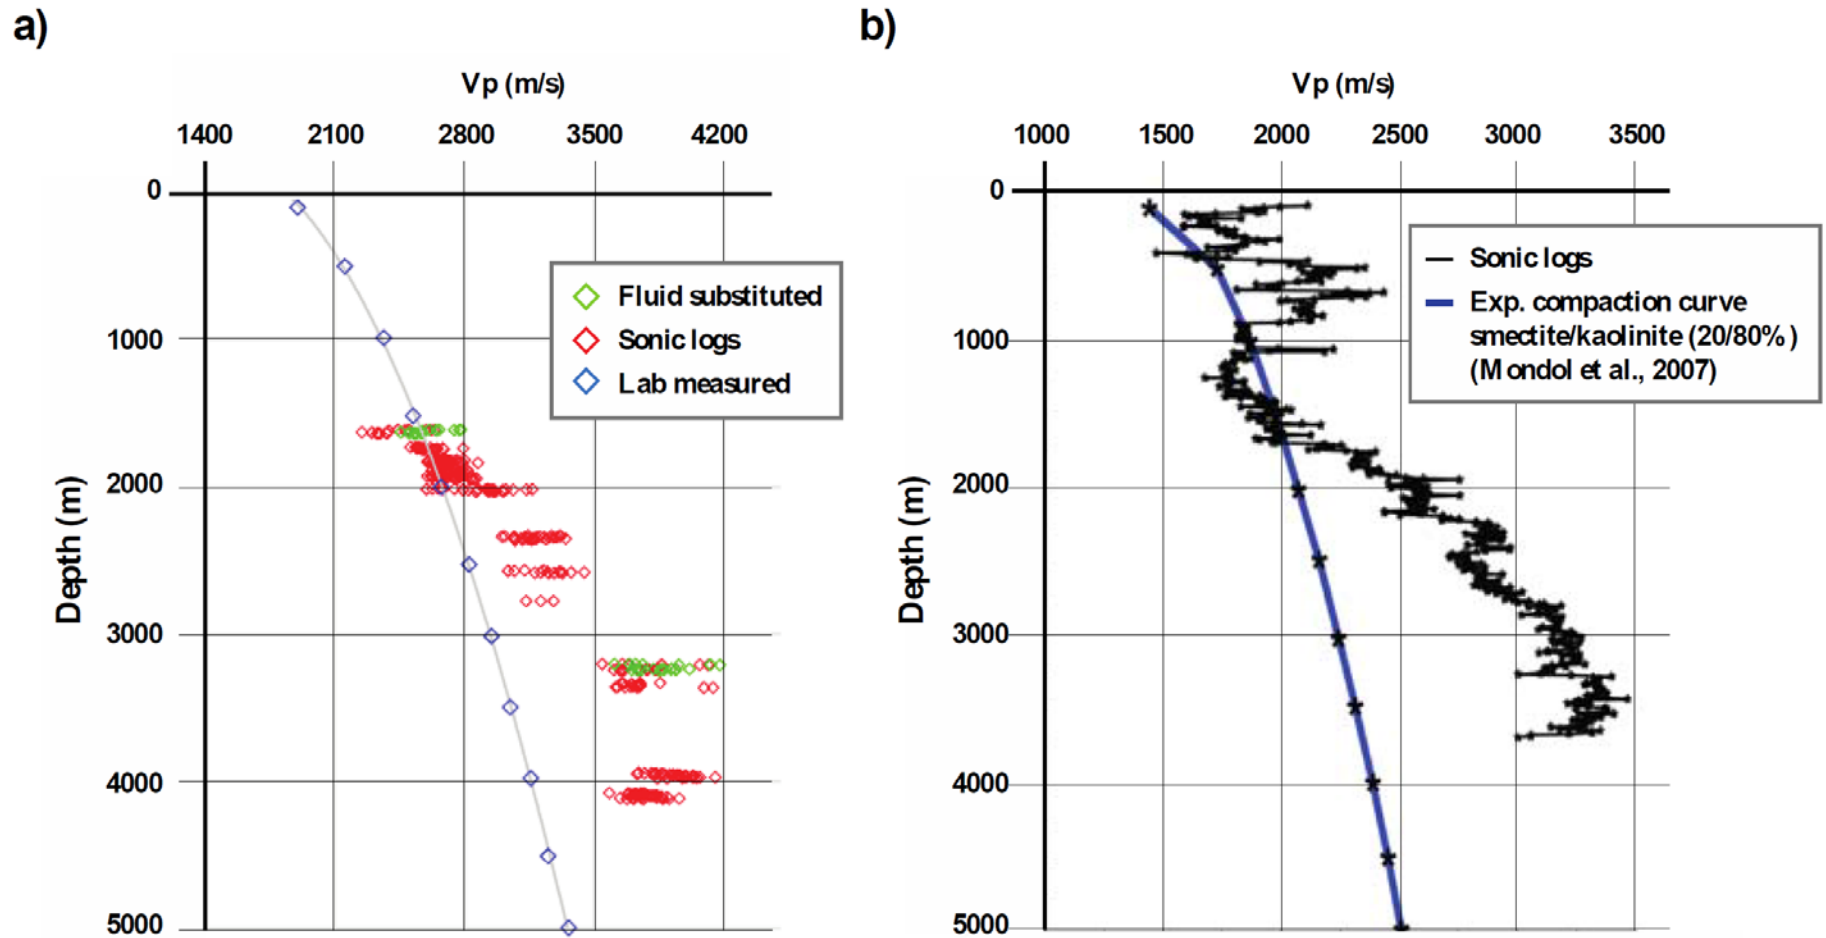 a)
Vp (m/s)
1400 2100 2800 3500 4200
0
1000
2000
3000
4000
5000
Depth (m)
Fluid substituted
Sonic logs
Lab measured
b)
Vp (m/s)
1000 1500 2000 2500 3000 3500
0
1000
2000
3000
4000
5000
Depth (m)
Sonic logs
Exp. compaction curve
smectite/kaolinite (20/80%)
(Mondol et al., 2007)